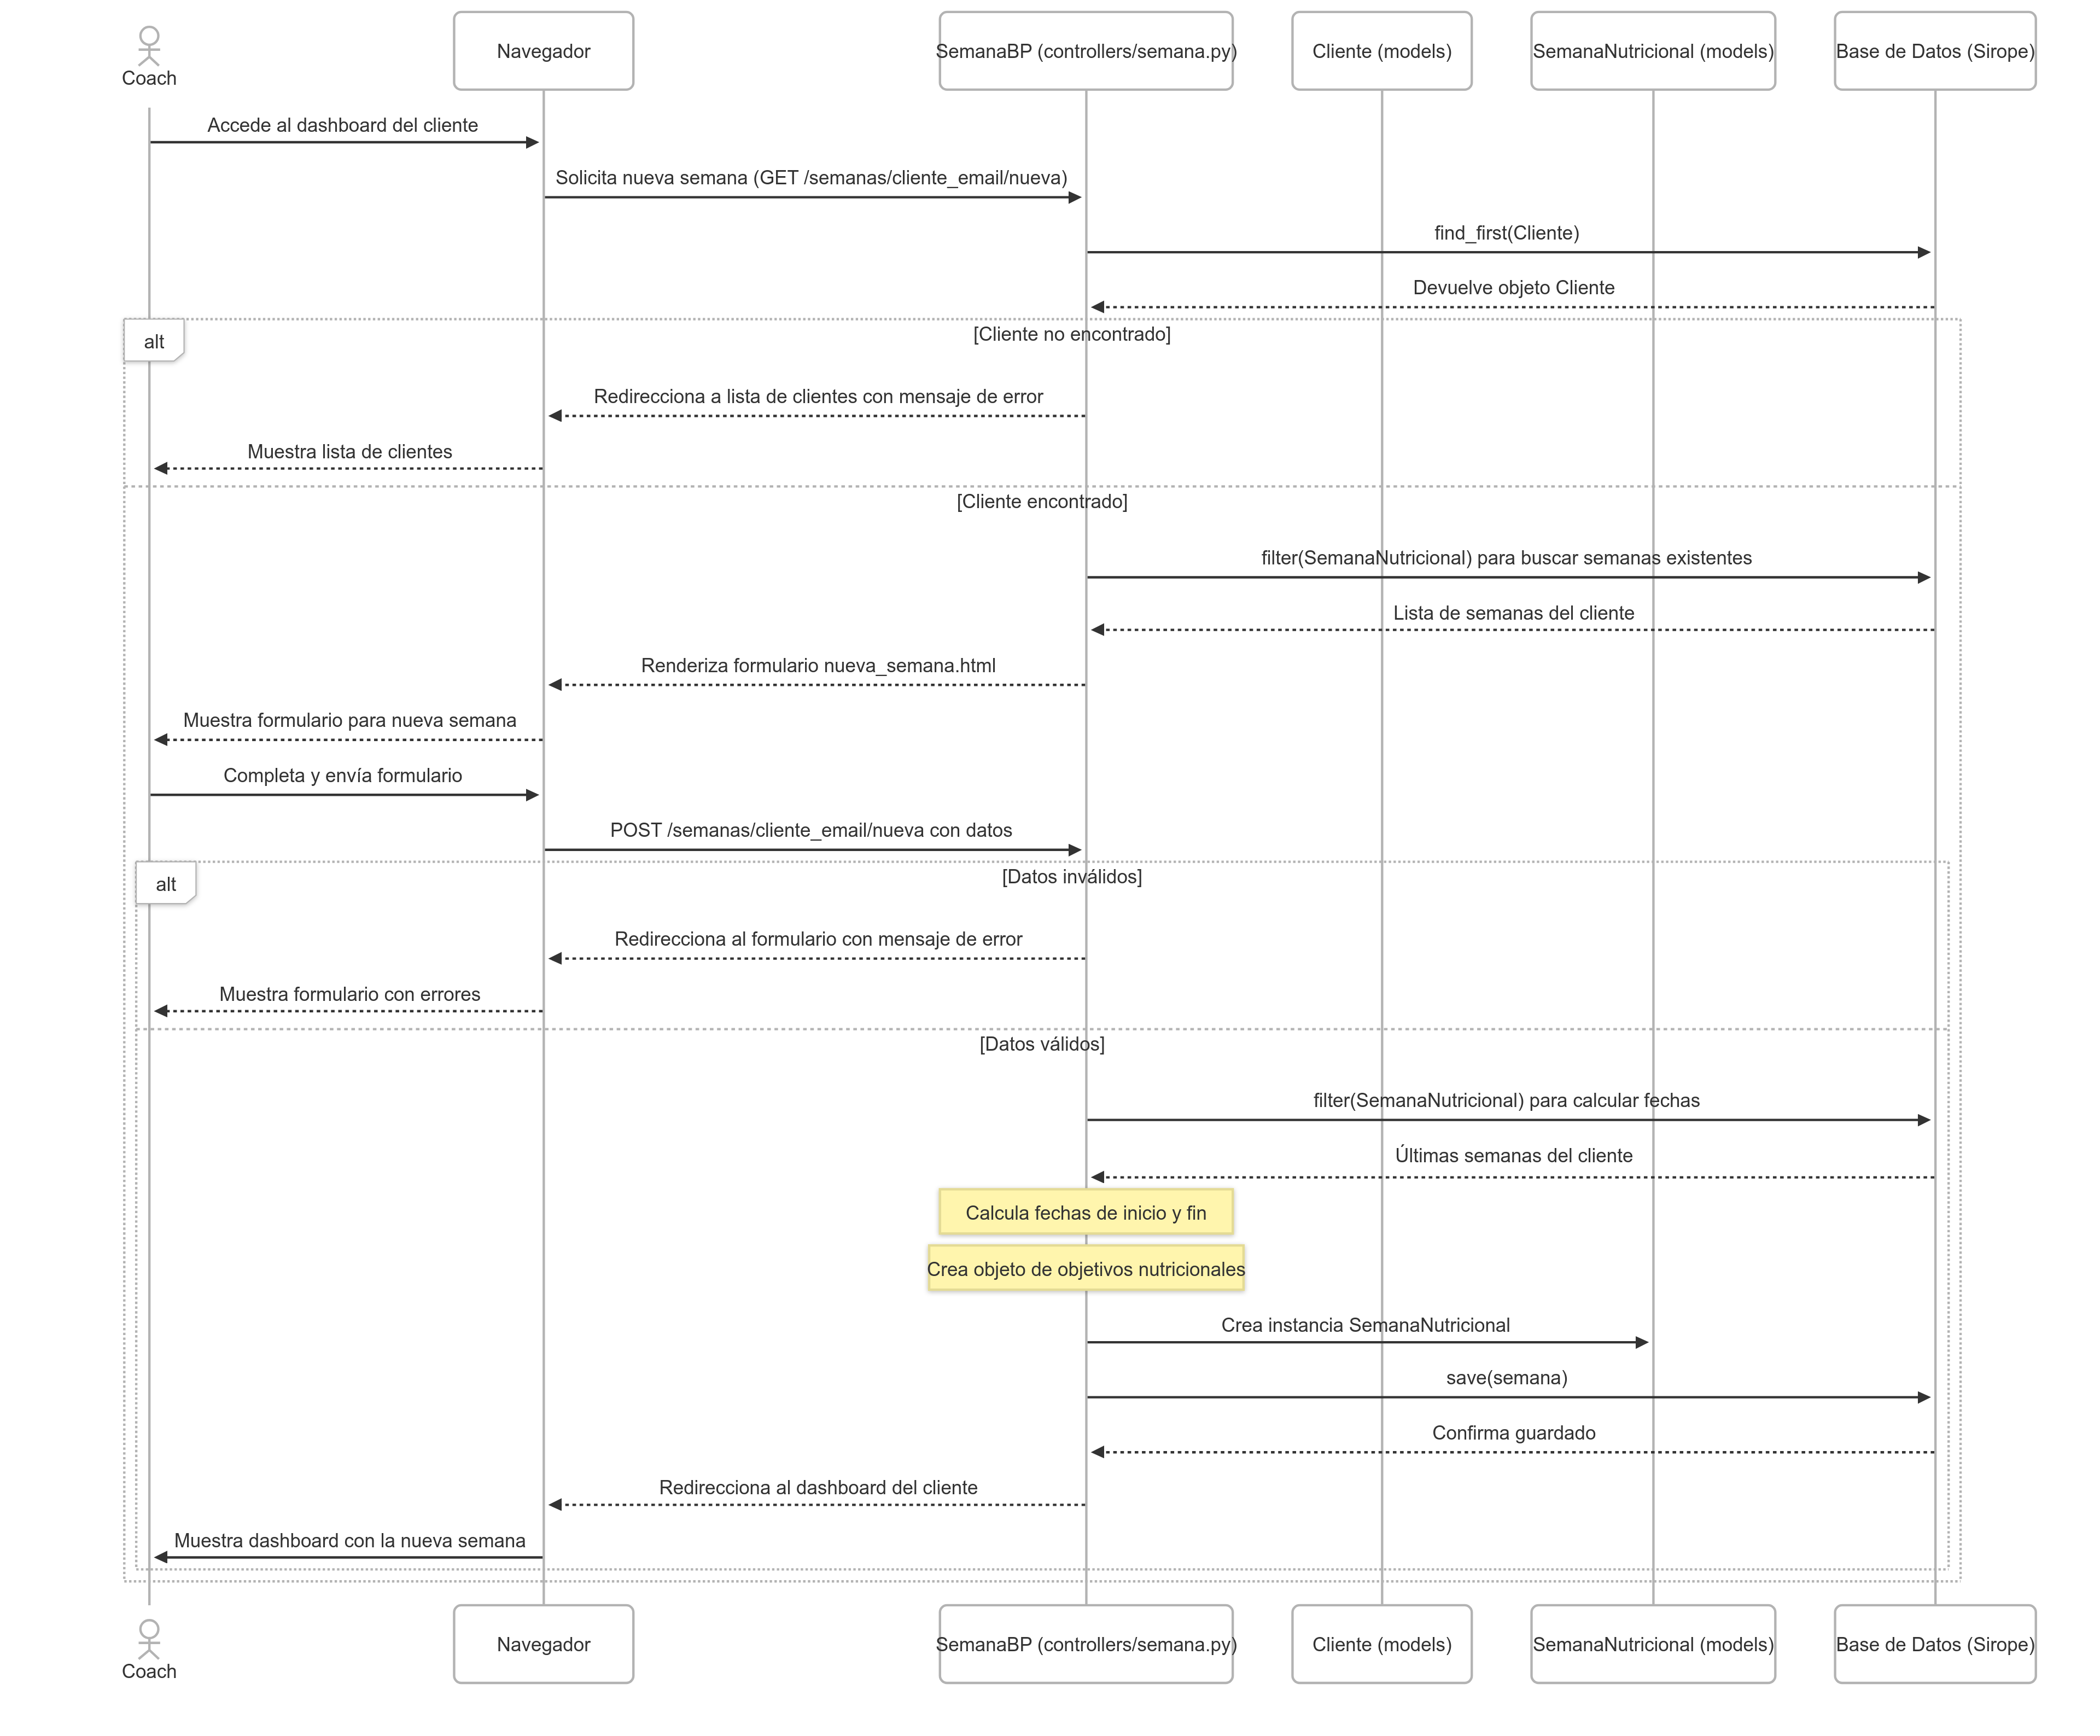 Coach
Navegador
SemanaBP (controllers/semana.py)
Cliente (models)
SemanaNutricional (models)
Base de Datos (Sirope)
Accede al dashboard del cliente
Solicita nueva semana (GET /semanas/cliente_email/nueva)
find_first(Cliente)
Devuelve objeto Cliente
alt
[Cliente no encontrado]
Redirecciona a lista de clientes con mensaje de error
Muestra lista de clientes
[Cliente encontrado]
filter(SemanaNutricional) para buscar semanas existentes
Lista de semanas del cliente
Renderiza formulario nueva_semana.html
Muestra formulario para nueva semana
Completa y envía formulario
POST /semanas/cliente_email/nueva con datos
alt
[Datos inválidos]
Redirecciona al formulario con mensaje de error
Muestra formulario con errores
[Datos válidos]
filter(SemanaNutricional) para calcular fechas
Últimas semanas del cliente
Calcula fechas de inicio y fin
Crea objeto de objetivos nutricionales
Crea instancia SemanaNutricional
save(semana)
Confirma guardado
Redirecciona al dashboard del cliente
Muestra dashboard con la nueva semana
Coach
Navegador
SemanaBP (controllers/semana.py)
Cliente (models)
SemanaNutricional (models)
Base de Datos (Sirope)